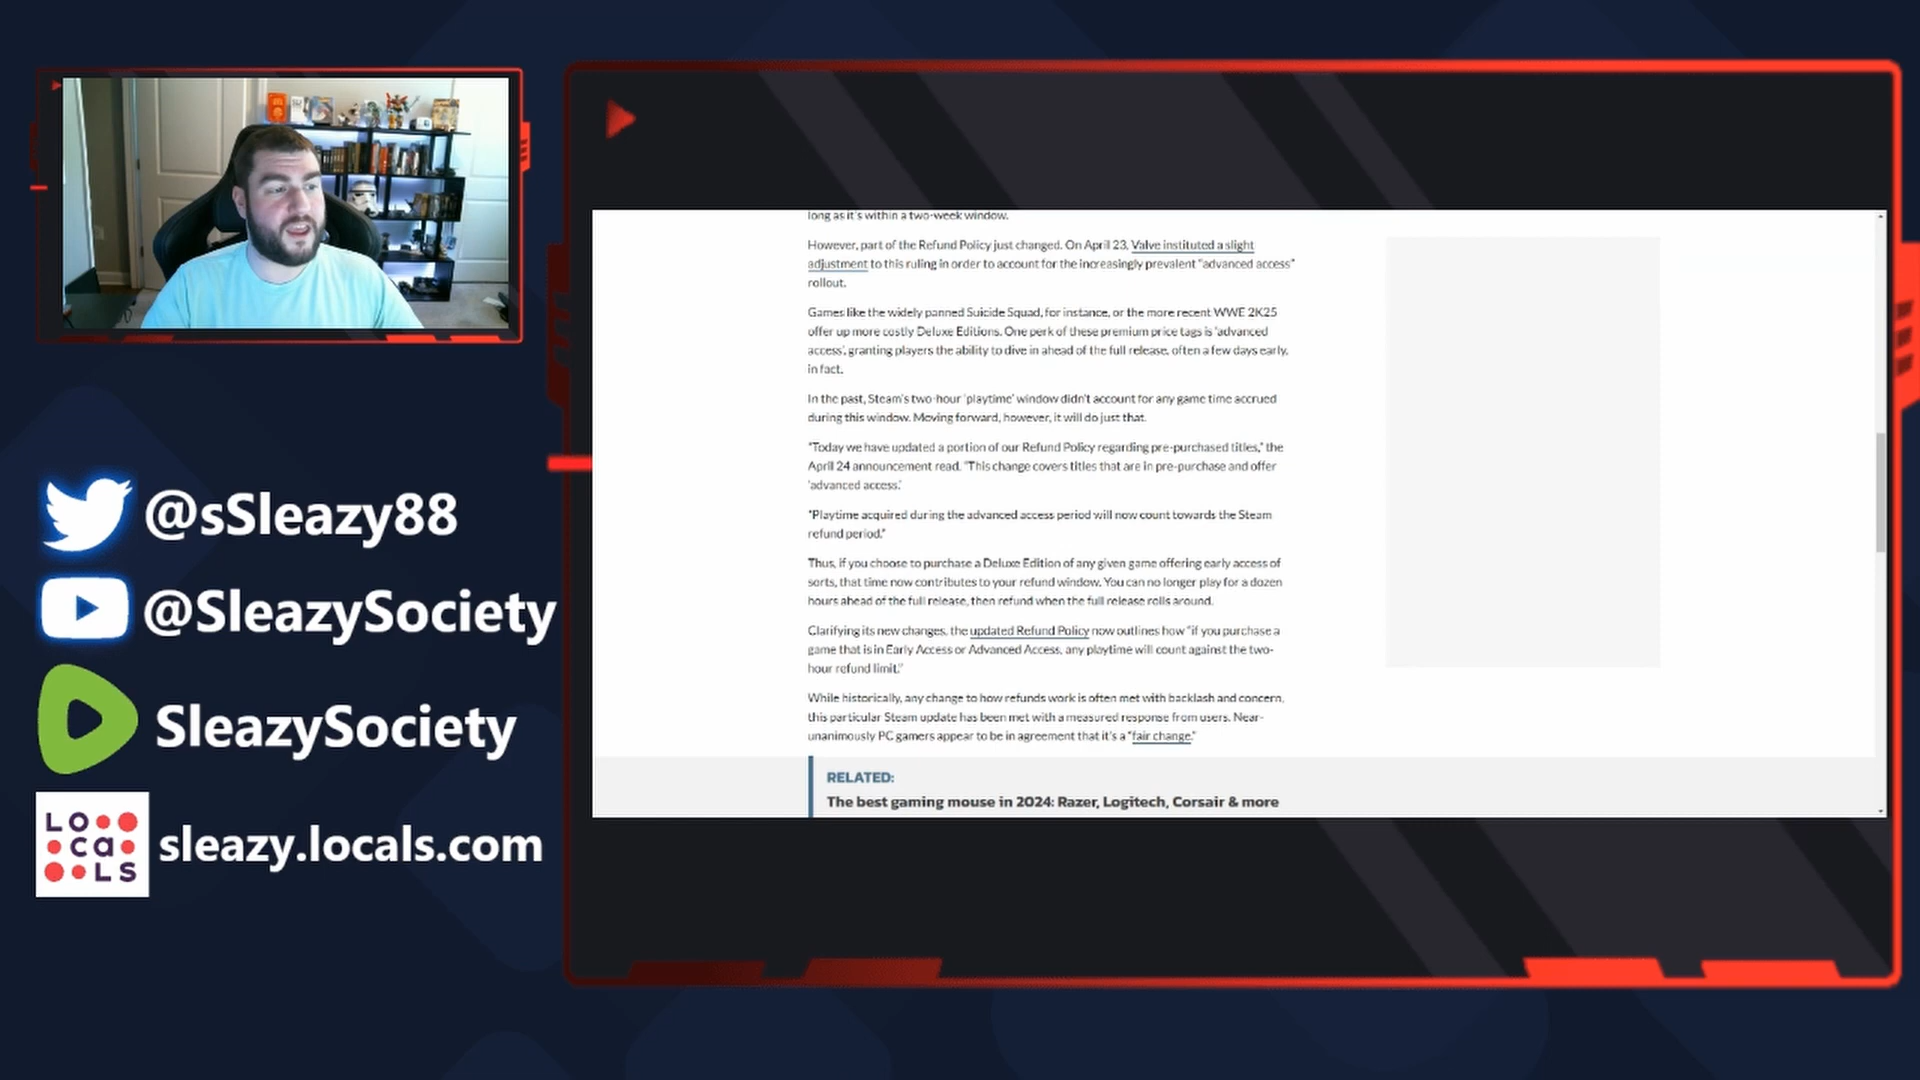 @sSleazy88
@SleazySociety
SleazySociety
LOCALS
sleazy.locals.com
long as it's within a two-week window.
However, part of the Refund Policy just changed. On April 23, Valve instituted a slight
adjustment to this ruling in order to account for the increasingly prevalent "advanced access"
rollout.
Games like the widely panned Suicide Squad, for instance, or the more recent WWE 2K25
offer up more costly Deluxe Editions. One perk of these premium price tags is 'advanced
access', granting players the ability to dive in ahead of the full release, often a few days early,
in fact.
In the past, Steam's two-hour 'playtime' window didn't account for any game time accrued
during this window. Moving forward, however, it will do just that.
"Today we have updated a portion of our Refund Policy regarding pre-purchased titles," the
April 24 announcement read. "This change covers titles that are in pre-purchase and offer
'advanced access.'
"Playtime acquired during the advanced access period will now count towards the Steam
refund period."
Thus, if you choose to purchase a Deluxe Edition of any given game offering early access of
sorts, that time now contributes to your refund window. You can no longer play for a dozen
hours ahead of the full release, then refund when the full release rolls around.
Clarifying its new changes, the updated Refund Policy now outlines how "if you purchase a
game that is in Early Access or Advanced Access, any playtime will count against the two-
hour refund limit."
While historically, any change to how refunds work is often met with backlash and concern,
this particular Steam update has been met with a measured response from users. Near-
unanimously PC gamers appear to be in agreement that it's a "fair change."
RELATED:
The best gaming mouse in 2024: Razer, Logitech, Corsair & more